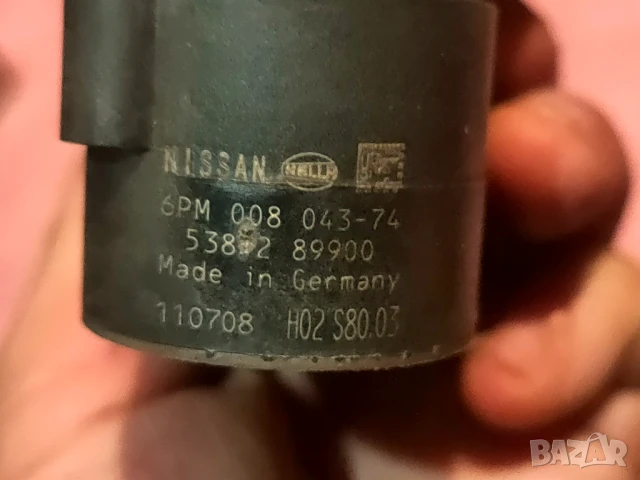 NISSAN HELLA
6PM 008 043-74
89900
Made in Germany
110708 H02 S80.03
BAZAR